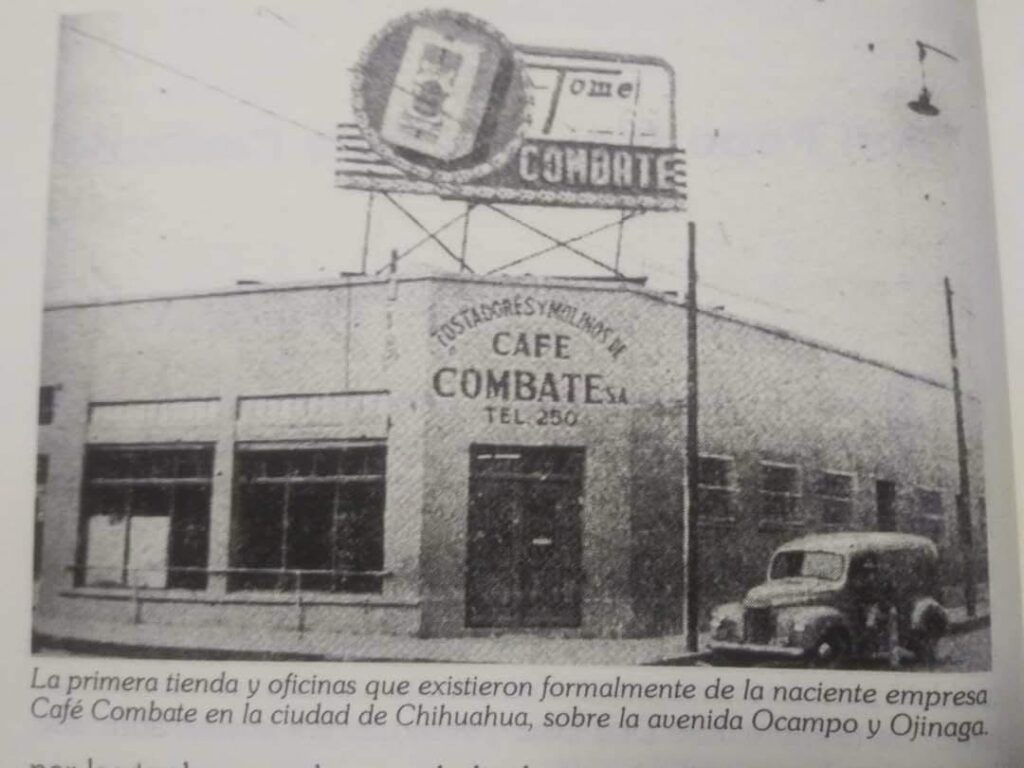 Tome
COMBATE
TOSTADORES Y MOLINOS DE
CAFE
COMBATE S.A.
TEL. 250
La primera tienda y oficinas que existieron formalmente de la naciente empresa
Café Combate en la ciudad de Chihuahua, sobre la avenida Ocampo y Ojinaga.